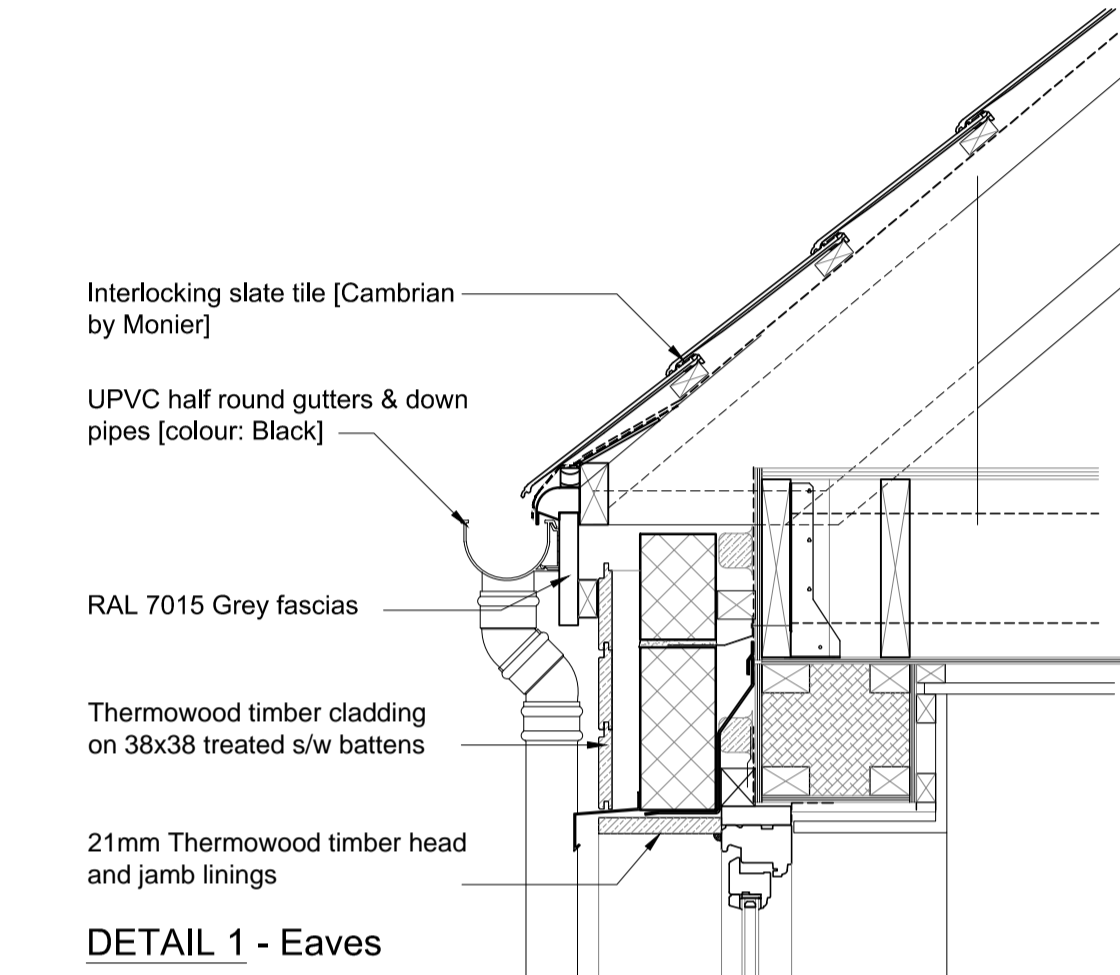 Interlocking slate tile [Cambrian
by Monier]
UPVC half round gutters & down
pipes [colour: Black]
RAL 7015 Grey fascias
Thermowood timber cladding
on 38x38 treated s/w battens
21mm Thermowood timber head
and jamb linings
DETAIL 1 - Eaves